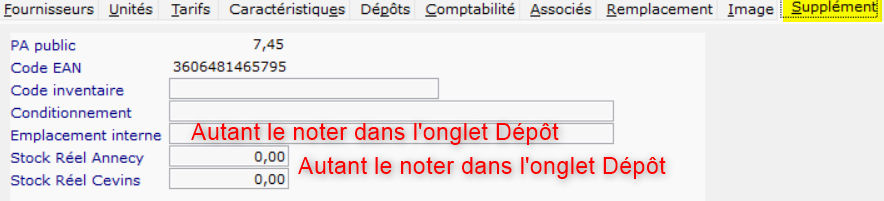 Fournisseurs Unités Tarifs Caractéristiques Dépôts Comptabilité Associés Remplacement Image Supplément
PA public 7,45
Code EAN 3606481465795
Code inventaire
Conditionnement
Emplacement interne Autant le noter dans l'onglet Dépôt
Stock Réel Annecy 0,00 Autant le noter dans l'onglet Dépôt
Stock Réel Cevins 0,00